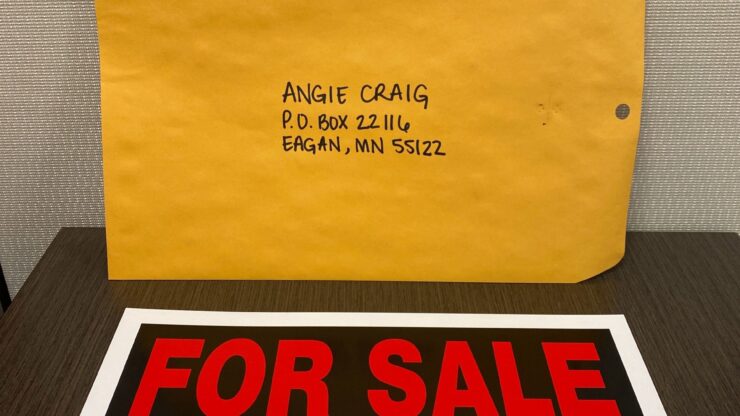 ANGIE CRAIG
P.O. BOX 22116
EAGAN, MN 55122
FOR SALE